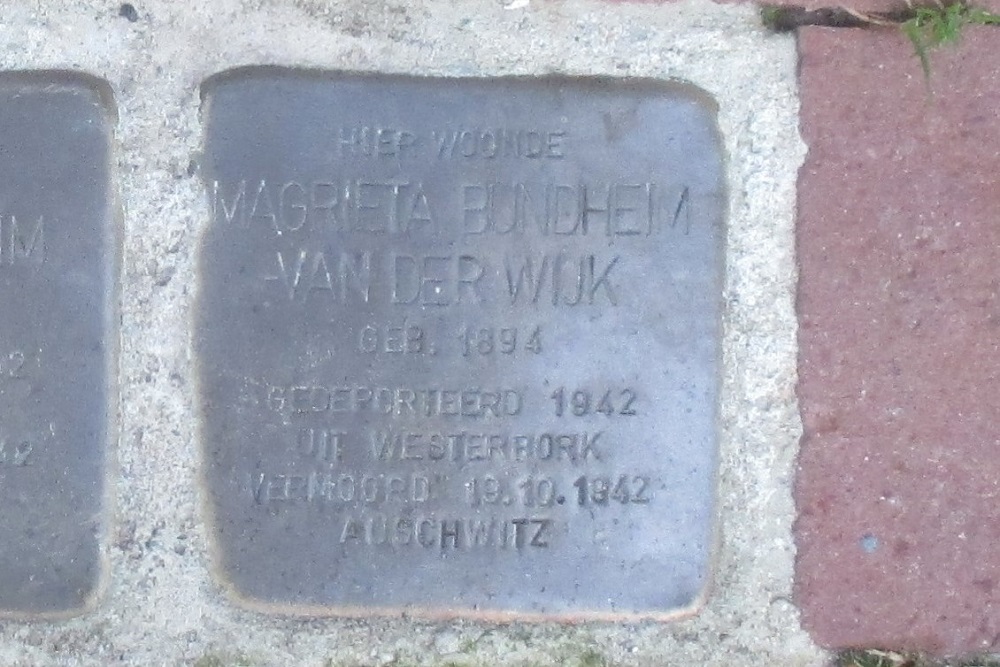 HIER WOONDE
MAGRIETA BUNDHEIM
-VAN DER WIJK
GEB. 1894
GEDEPORTEERD 1942
UIT WESTERBORK
VERMOORD 19.10.1942
AUSCHWITZ